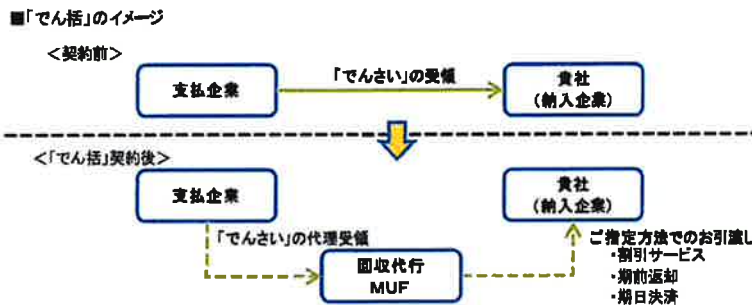 ■「でん括」のイメージ
＜契約前＞
支払企業
「でんさい」の受領
貴社
（納入企業）
＜「でん括」契約後＞
支払企業
貴社
（納入企業）
「でんさい」の代理受領
回収代行
MUF
ご指定方法でのお引渡し
・割引サービス
・期前返却
・期日決済